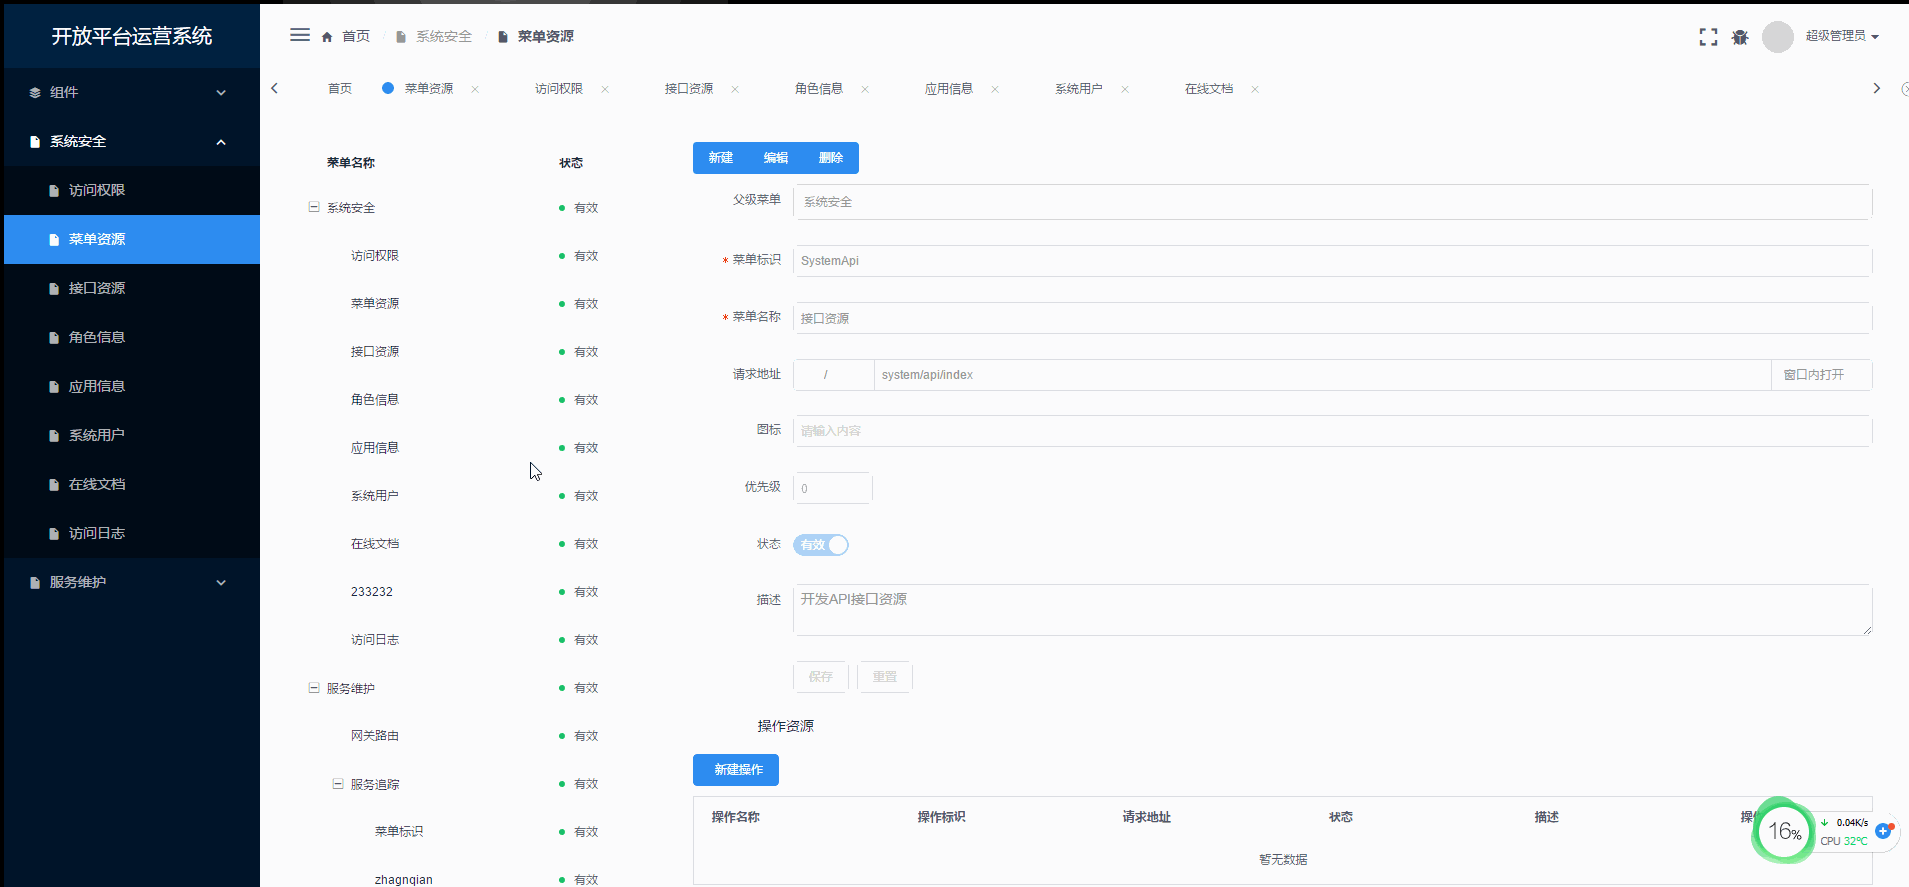 开放平台运营系统
首页 / 系统安全 / 菜单资源
超级管理员
组件
系统安全
访问权限
菜单资源
接口资源
角色信息
应用信息
系统用户
在线文档
访问日志
服务维护
首页 菜单资源 访问权限 接口资源 角色信息 应用信息 系统用户 在线文档
菜单名称 状态
系统安全 有效
访问权限 有效
菜单资源 有效
接口资源 有效
角色信息 有效
应用信息 有效
系统用户 有效
在线文档 有效
233232 有效
访问日志 有效
服务维护 有效
网关路由 有效
服务追踪 有效
菜单标识 有效
zhagnqian 有效
新建 编辑 删除
父级菜单 系统安全
* 菜单标识 SystemApi
* 菜单名称 接口资源
请求地址 / system/api/index 窗口内打开
图标 请输入内容
优先级 0
状态 有效
描述 开发API接口资源
保存 重置
操作资源
新建操作
操作名称 操作标识 请求地址 状态 描述
暂无数据
16%
0.04K/s
CPU 32℃